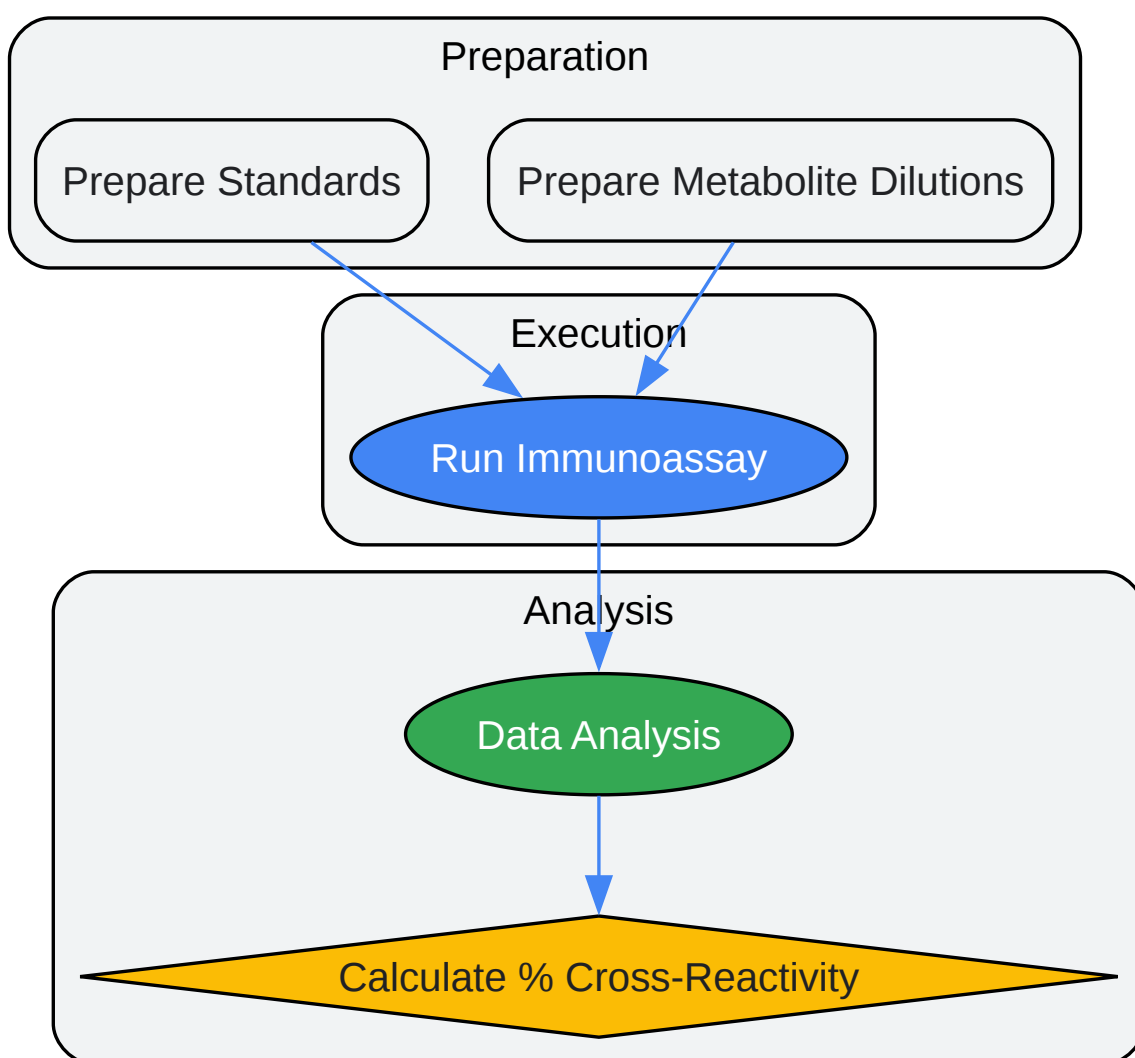 Preparation
Prepare Standards
Prepare Metabolite Dilutions
Execution
Run Immunoassay
Analysis
Data Analysis
Calculate % Cross-Reactivity